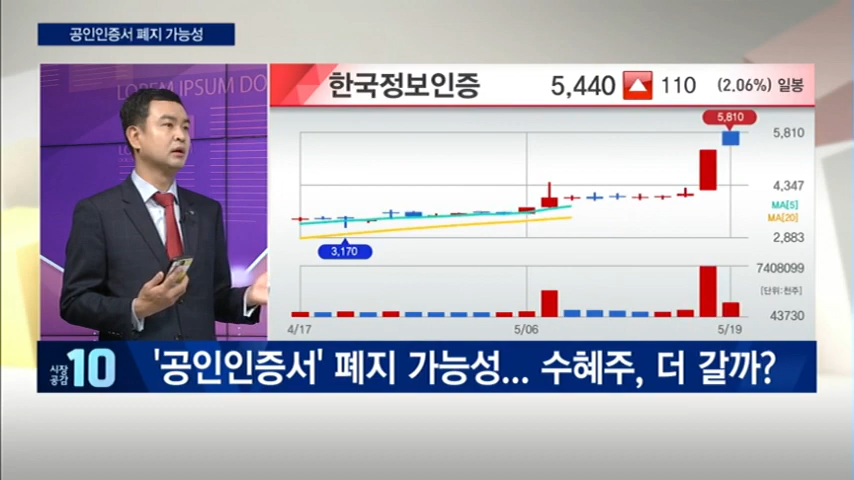 공인인증서 폐지 가능성
LOREM IPSUM DO
한국정보인증 5,440 110 (2.06%) 일봉
5,810
5,810
4,347
MA[5]
MA[20]
2,883
3,170
7408099
[단위:천주]
43730
4/17 5/06 5/19
시장공감 10
'공인인증서' 폐지 가능성... 수혜주, 더 갈까?